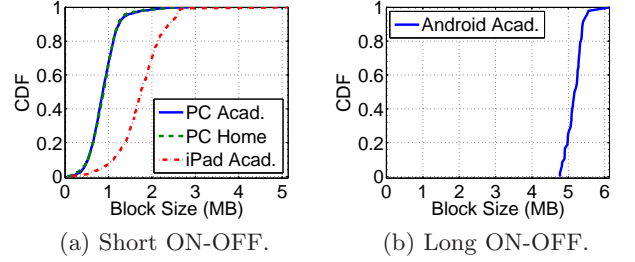 1
0.8
0.6
0.4
0.2
0
CDF
0 1 2 3 4 5
Block Size (MB)
PC Acad.
PC Home
iPad Acad.
(a) Short ON-OFF.
1
0.8
0.6
0.4
0.2
0
CDF
0 1 2 3 4 5 6
Block Size (MB)
Android Acad.
(b) Long ON-OFF.